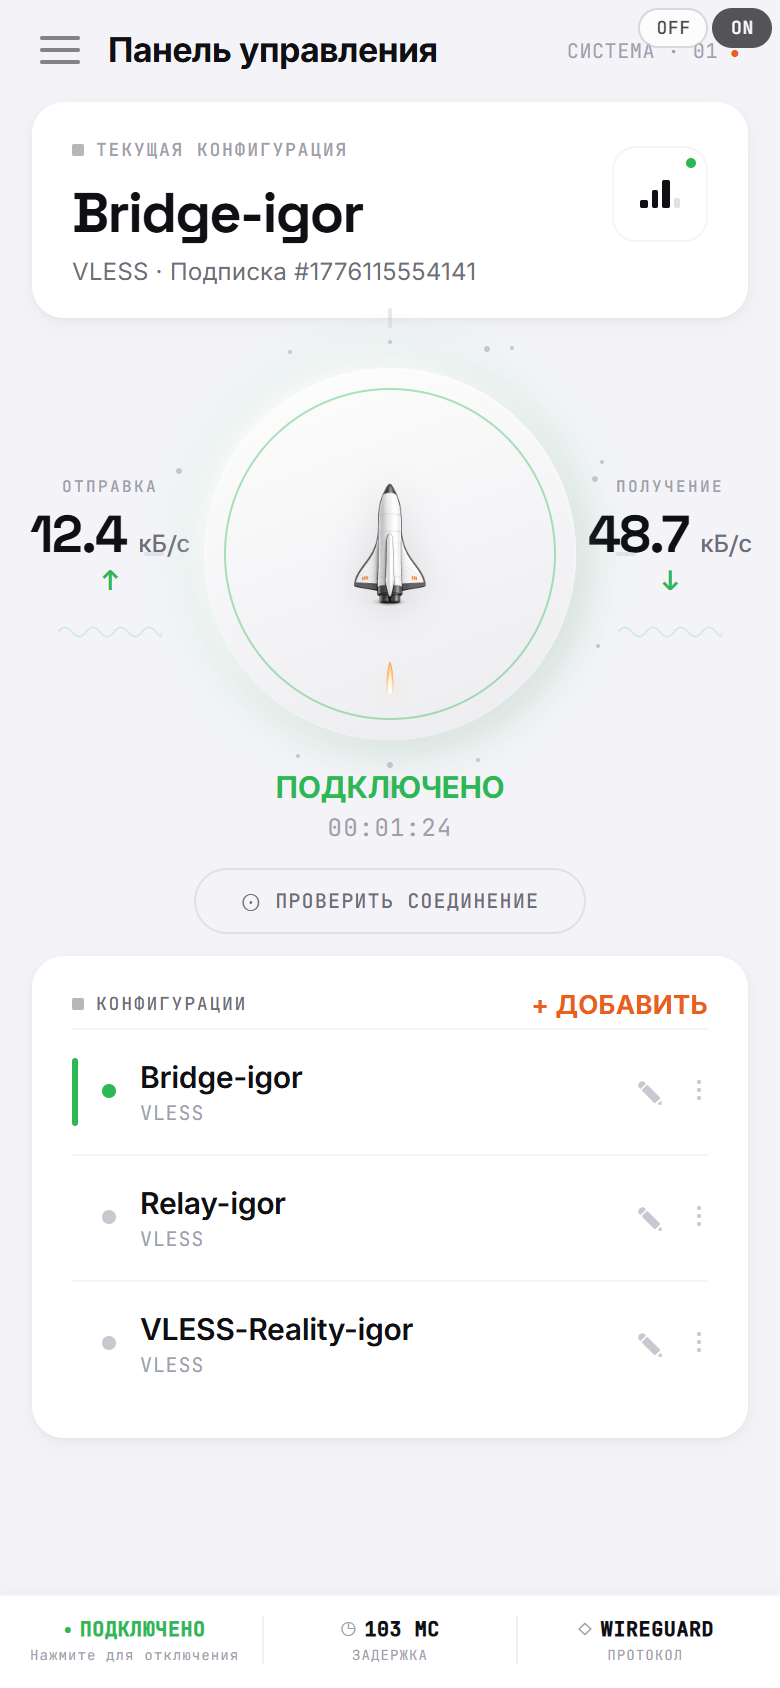 OFF ON
Панель управления
СИСТЕМА · 01
ТЕКУЩАЯ КОНФИГУРАЦИЯ
Bridge-igor
VLESS · Подписка #1776115554141
ОТПРАВКА
12.4 кБ/с
ПОЛУЧЕНИЕ
48.7 кБ/с
ПОДКЛЮЧЕНО
00:01:24
ПРОВЕРИТЬ СОЕДИНЕНИЕ
КОНФИГУРАЦИИ
+ ДОБАВИТЬ
Bridge-igor
VLESS
Relay-igor
VLESS
VLESS-Reality-igor
VLESS
ПОДКЛЮЧЕНО
Нажмите для отключения
103 МС
ЗАДЕРЖКА
WIREGUARD
ПРОТОКОЛ